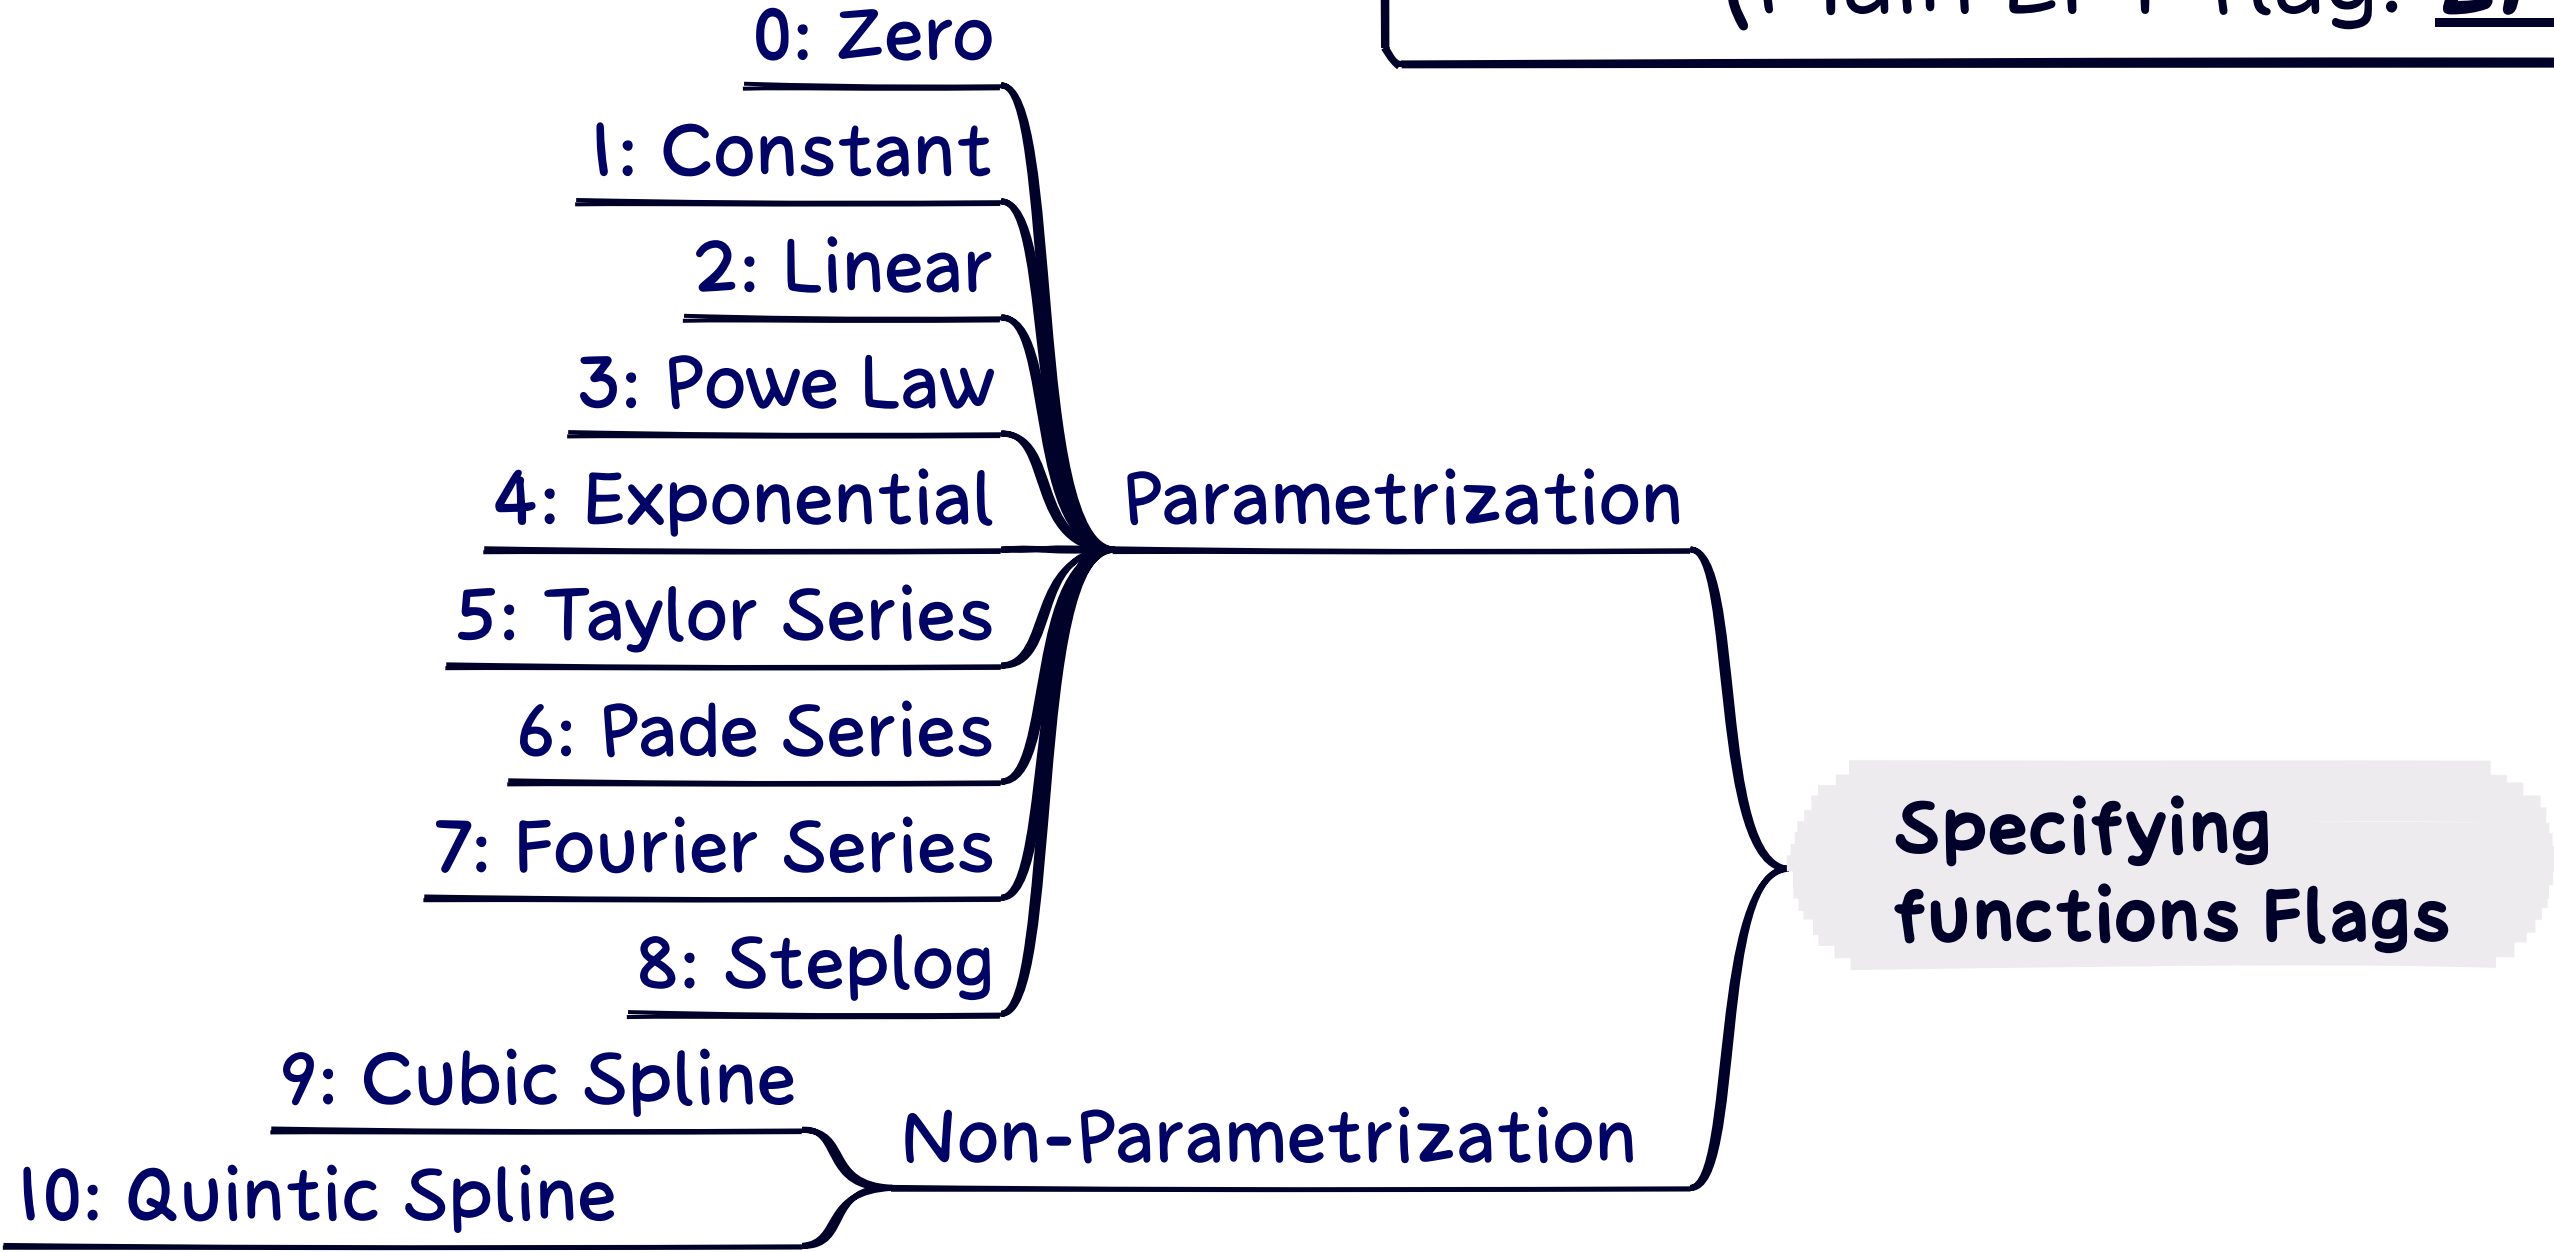 0: Zero
1: Constant
2: Linear
3: Powe Law
4: Exponential
5: Taylor Series
6: Pade Series
7: Fourier Series
8: Steplog
Parametrization
9: Cubic Spline
10: Quintic Spline
Non-Parametrization
Specifying
functions Flags